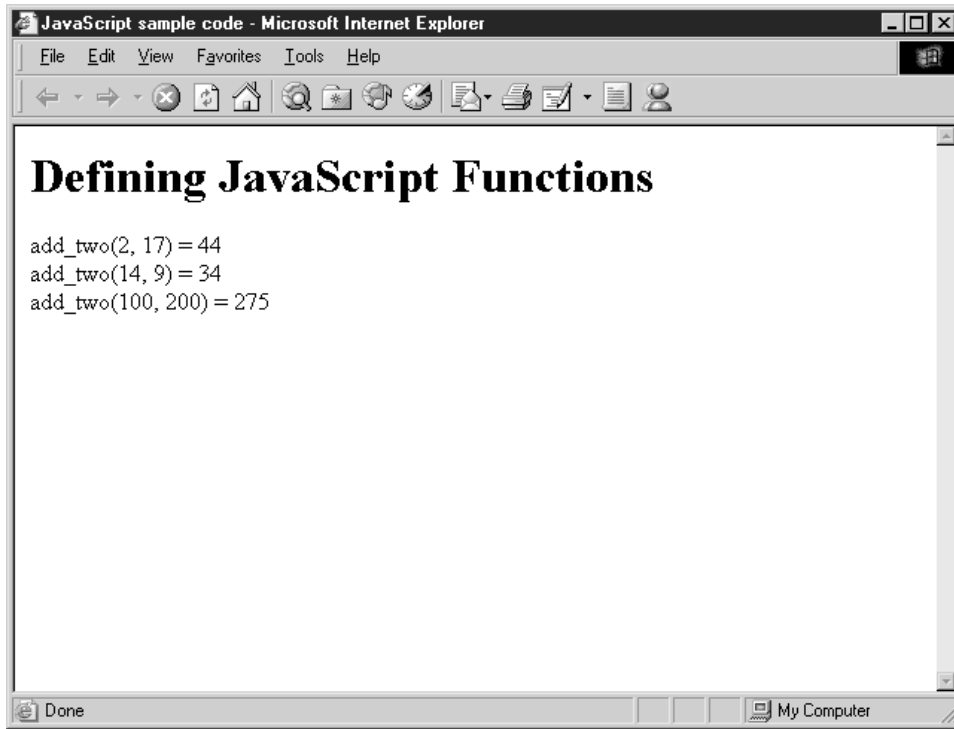 JavaScript sample code - Microsoft Internet Explorer
File Edit View Favorites Tools Help
Defining JavaScript Functions
add_two(2, 17) = 44
add_two(14, 9) = 34
add_two(100, 200) = 275
Done
My Computer